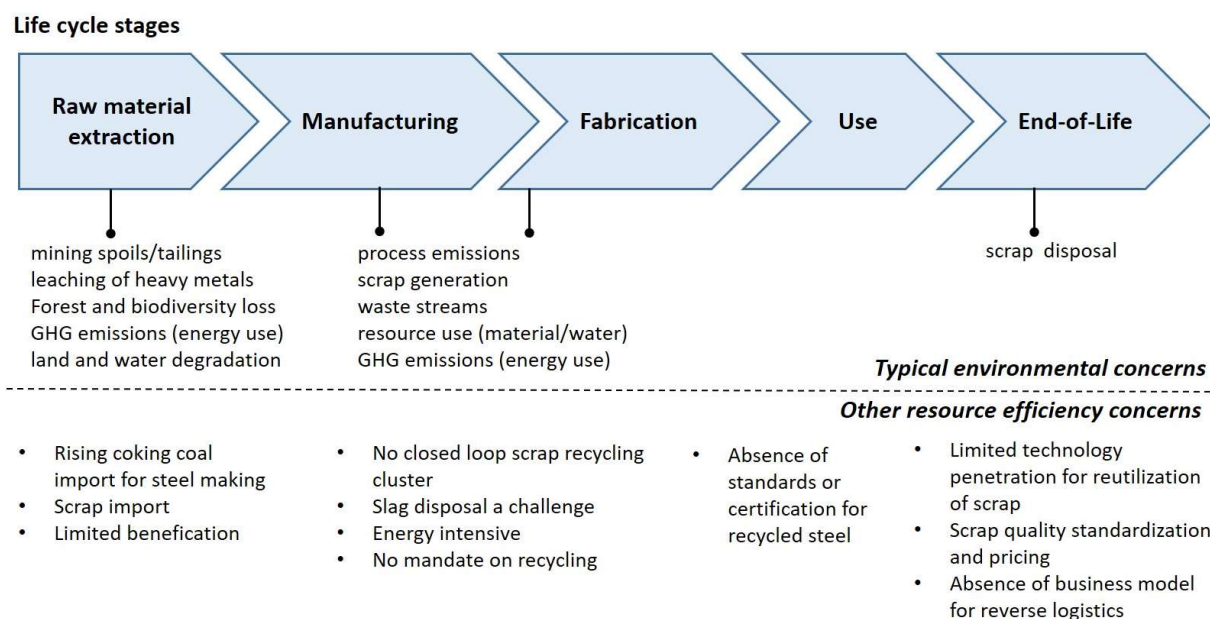 Life cycle stages
Raw material
extraction
Manufacturing
Fabrication
Use
End-of-Life
mining spoils/tailings
leaching of heavy metals
Forest and biodiversity loss
GHG emissions (energy use)
land and water degradation
process emissions
scrap generation
waste streams
resource use (material/water)
GHG emissions (energy use)
scrap disposal
Typical environmental concerns
Other resource efficiency concerns
• Rising coking coal
import for steel making
• Scrap import
• Limited benefication
• No closed loop scrap recycling
cluster
• Slag disposal a challenge
• Energy intensive
• No mandate on recycling
• Absence of
standards or
certification for
recycled steel
• Limited technology
penetration for reutilization
of scrap
• Scrap quality standardization
and pricing
• Absence of business model
for reverse logistics